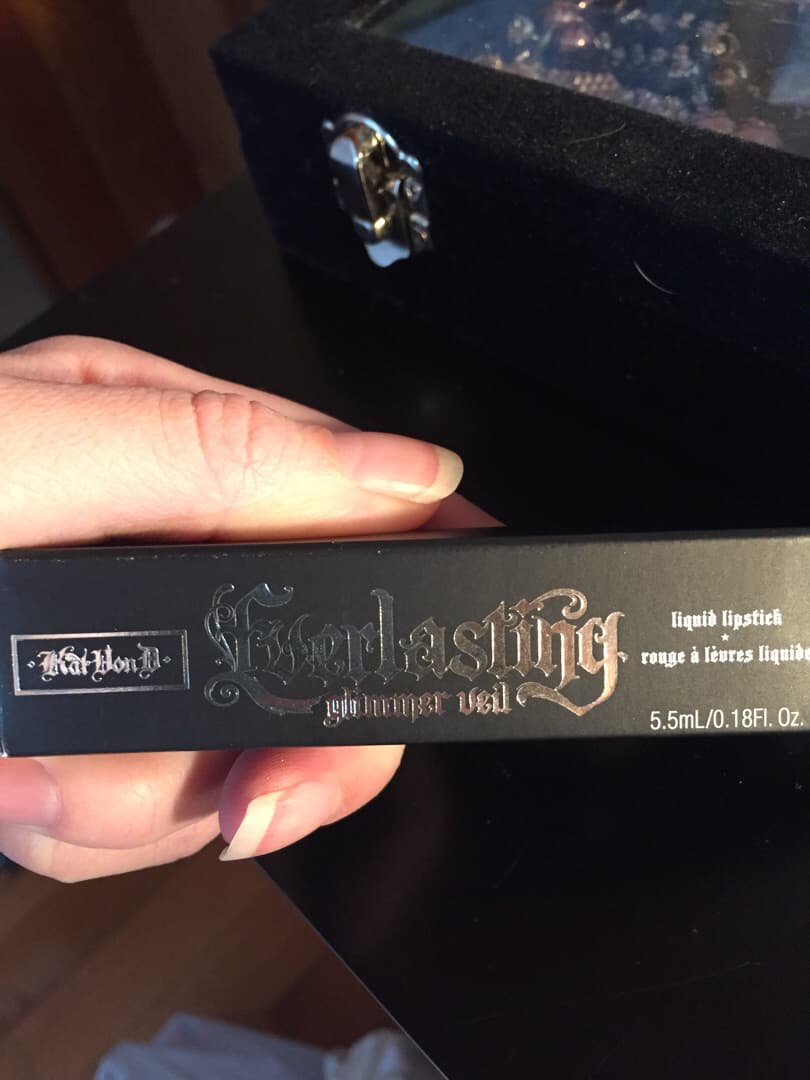 ·Kat Von D·
Everlasting
glimmer veil
liquid lipstick
*
rouge à lèvres liquide
5.5mL/0.18Fl. Oz.